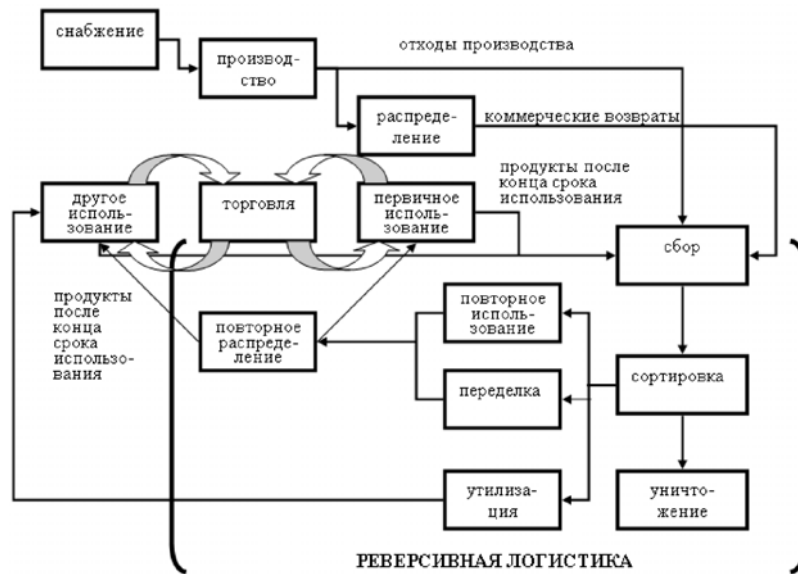 снабжение
производ-
ство
отходы производства
распреде-
ление
коммерческие возвраты
продукты после
конца срока
использования
другое
исполь-
зование
торговля
первичное
исполь-
зование
сбор
продукты
после
конца
срока
использо-
вания
повторное
распреде-
ление
повторное
исполь-
зование
переделка
сортировка
утилиза-
ция
уничто-
жение
РЕВЕРСИВНАЯ ЛОГИСТИКА